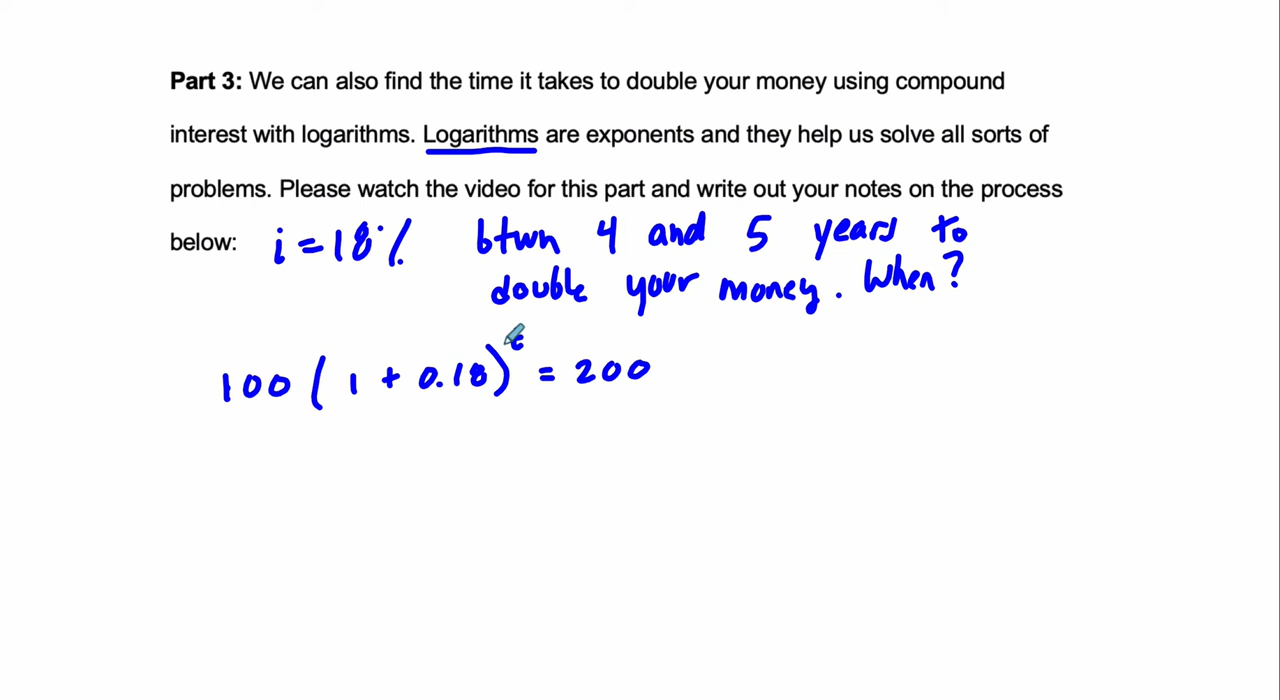 Part 3: We can also find the time it takes to double your money using compound
interest with logarithms. Logarithms are exponents and they help us solve all sorts of
problems. Please watch the video for this part and write out your notes on the process
below: i = 18% btwn 4 and 5 years to
double your money. When?
100 (1 + 0.18)^t = 200